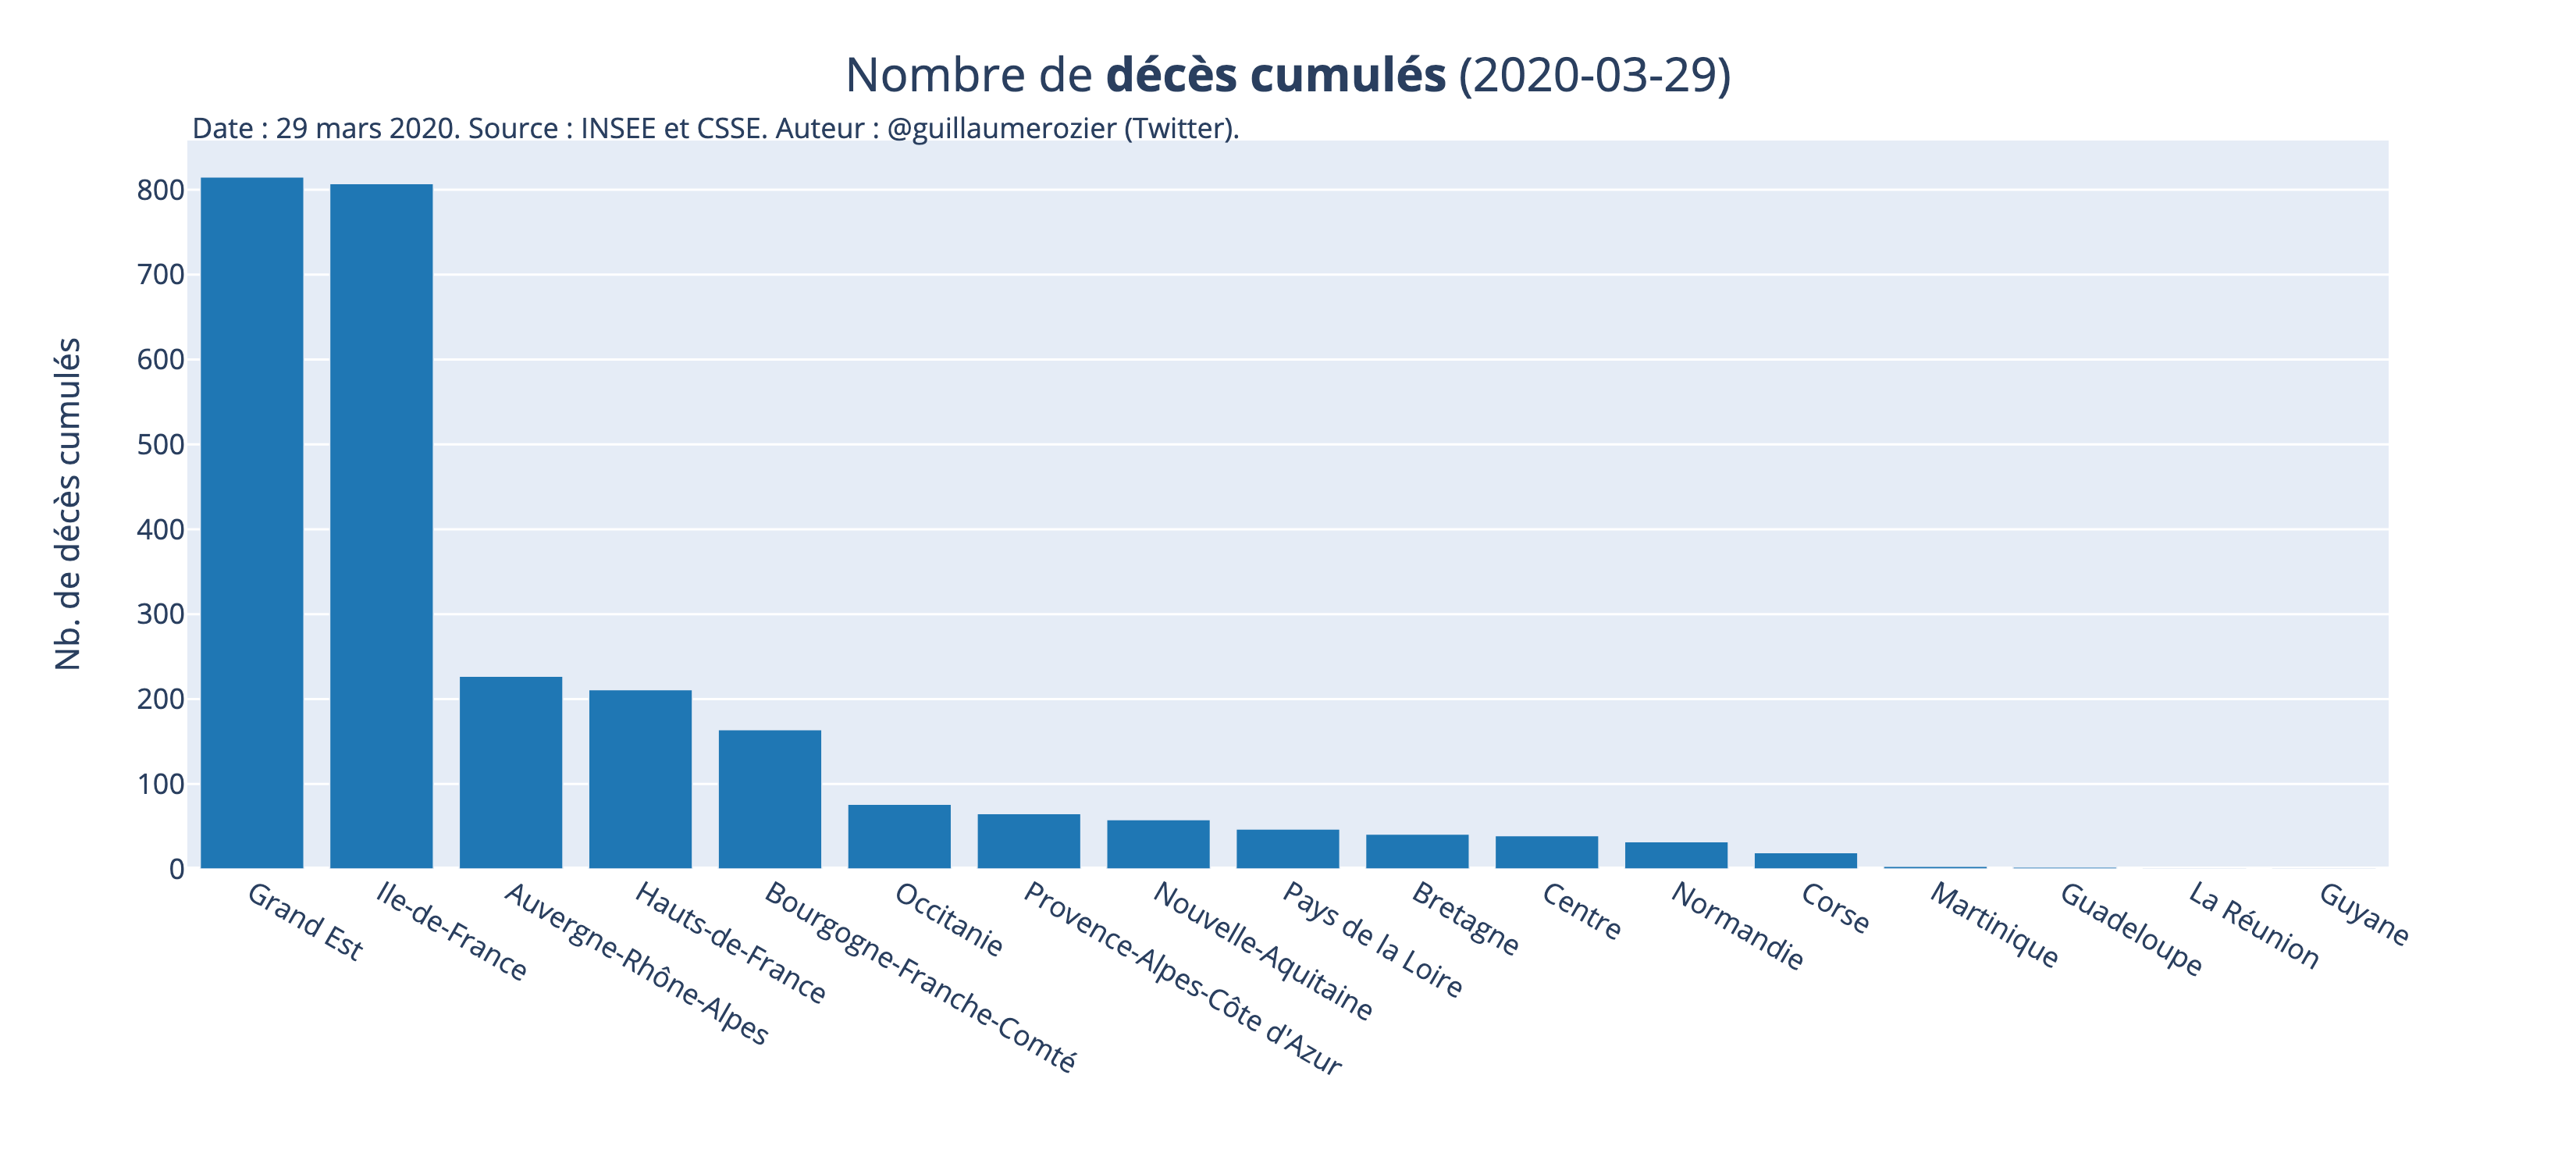 Nombre de décès cumulés (2020-03-29)
Date : 29 mars 2020. Source : INSEE et CSSE. Auteur : @guillaumerozier (Twitter).
Nb. de décès cumulés
800
700
600
500
400
300
200
100
0
Grand Est
Ile-de-France
Auvergne-Rhône-Alpes
Hauts-de-France
Bourgogne-Franche-Comté
Occitanie
Provence-Alpes-Côte d'Azur
Nouvelle-Aquitaine
Pays de la Loire
Bretagne
Centre
Normandie
Corse
Martinique
Guadeloupe
La Réunion
Guyane